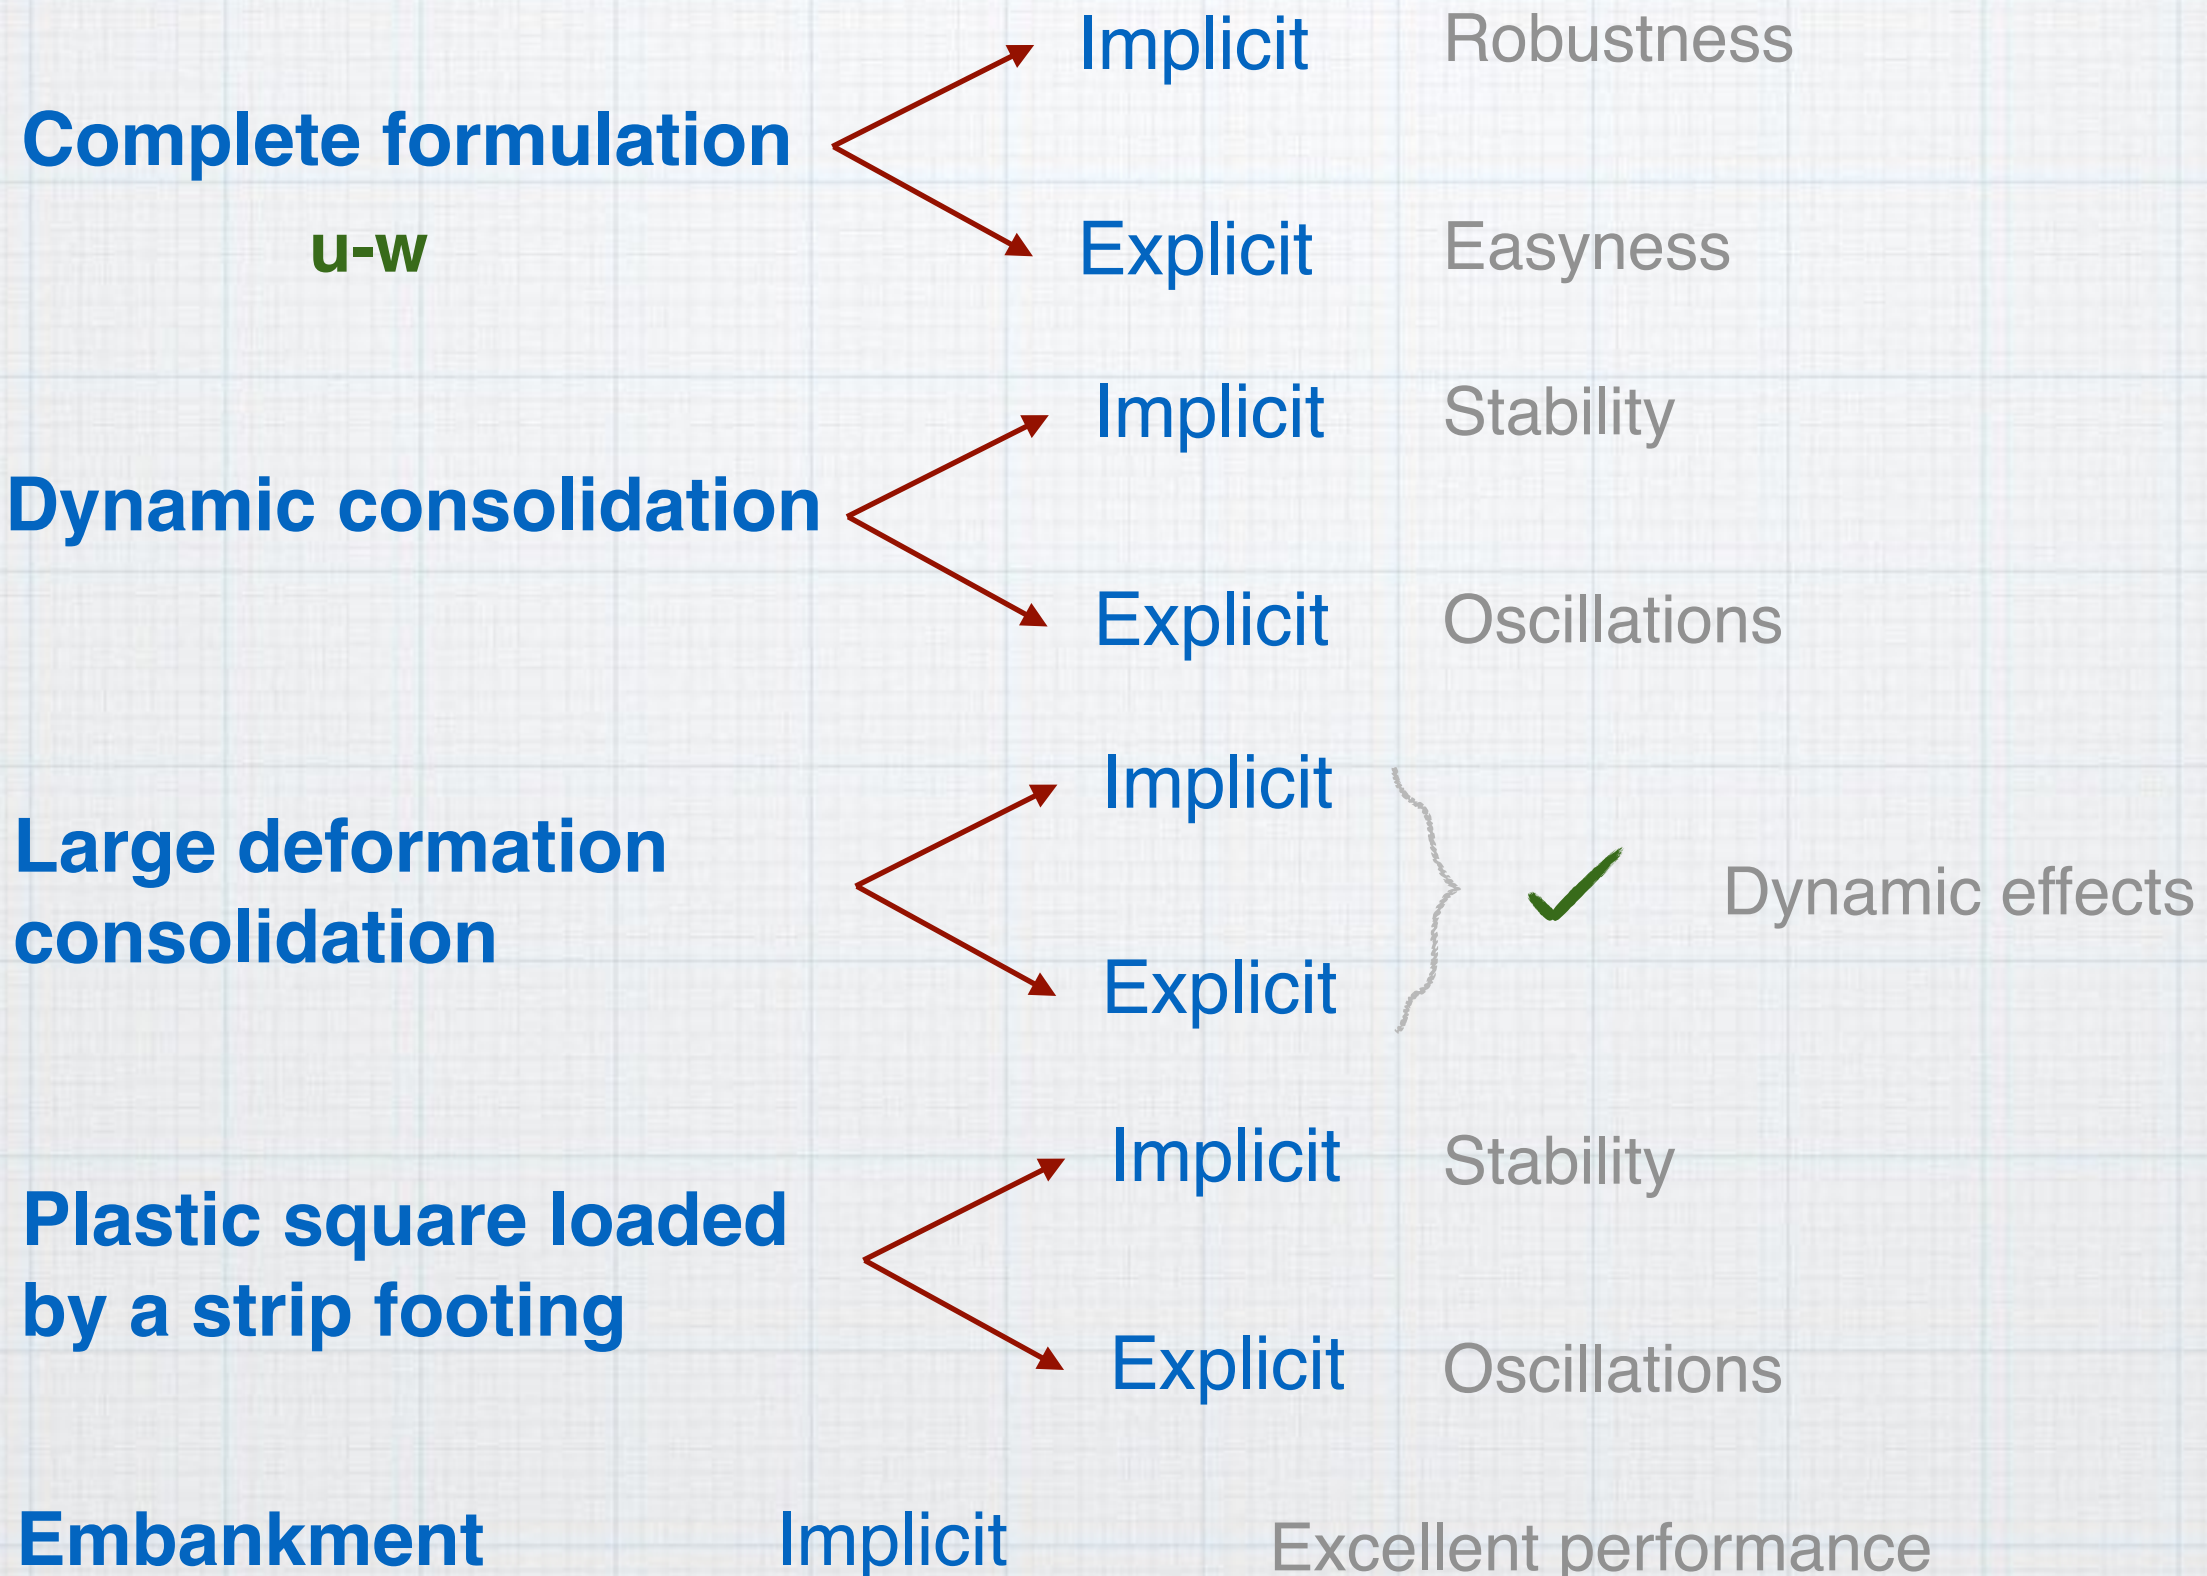 Implicit Robustness
Complete formulation
u-w
Explicit Easyness
Implicit Stability
Dynamic consolidation
Explicit Oscillations
Implicit
Large deformation
consolidation
Dynamic effects
Explicit
Implicit Stability
Plastic square loaded
by a strip footing
Explicit Oscillations
Embankment Implicit Excellent performance